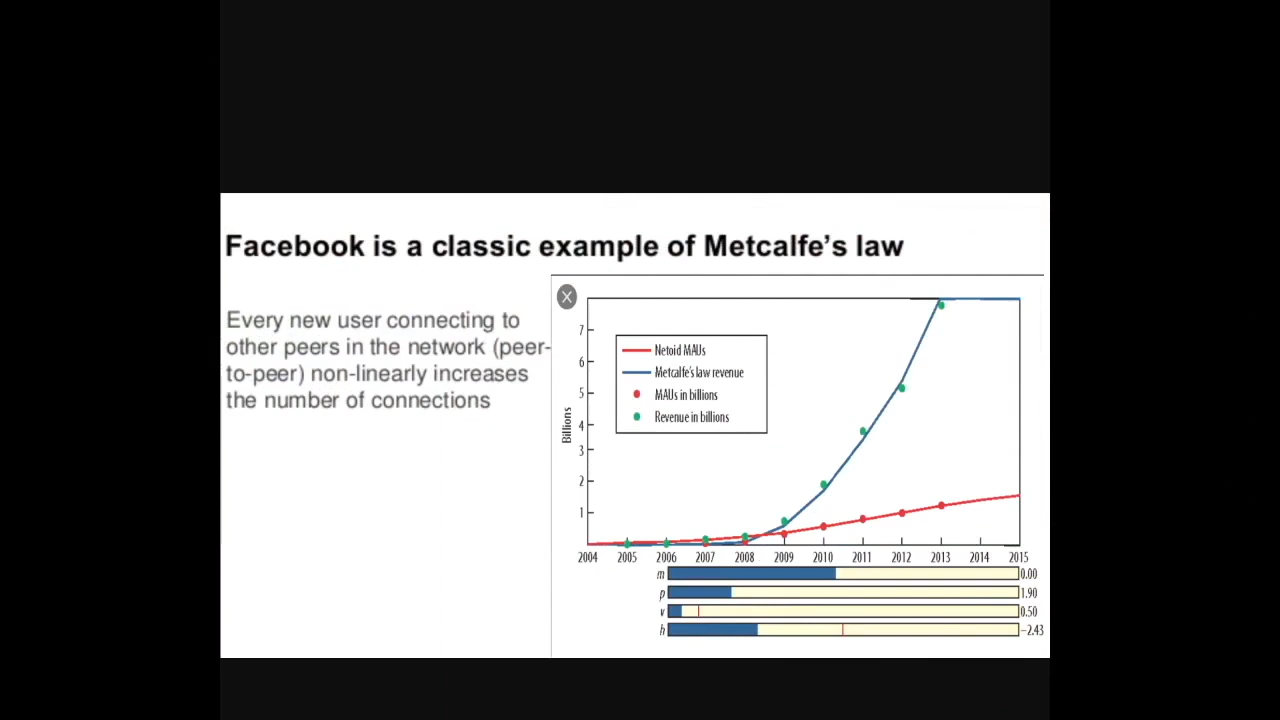 Facebook is a classic example of Metcalfe's law
Every new user connecting to
other peers in the network (peer-
to-peer) non-linearly increases
the number of connections
X
Netoid MAUs
Metcalfe's law revenue
MAUs in billions
Revenue in billions
Billions
7
6
5
4
3
2
1
2004 2005 2006 2007 2008 2009 2010 2011 2012 2013 2014 2015
m 0.00
p 1.90
v 0.50
h −2.43